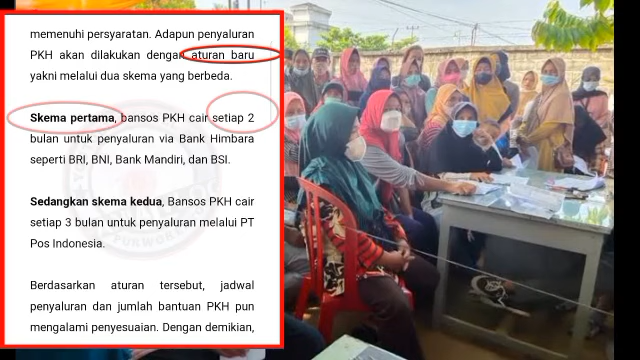 memenuhi persyaratan. Adapun penyaluran
PKH akan dilakukan dengan aturan baru
yakni melalui dua skema yang berbeda.
Skema pertama, bansos PKH cair setiap 2
bulan untuk penyaluran via Bank Himbara
seperti BRI, BNI, Bank Mandiri, dan BSI.
Sedangkan skema kedua, Bansos PKH cair
setiap 3 bulan untuk penyaluran melalui PT
Pos Indonesia.
Berdasarkan aturan tersebut, jadwal
penyaluran dan jumlah bantuan PKH pun
mengalami penyesuaian. Dengan demikian,